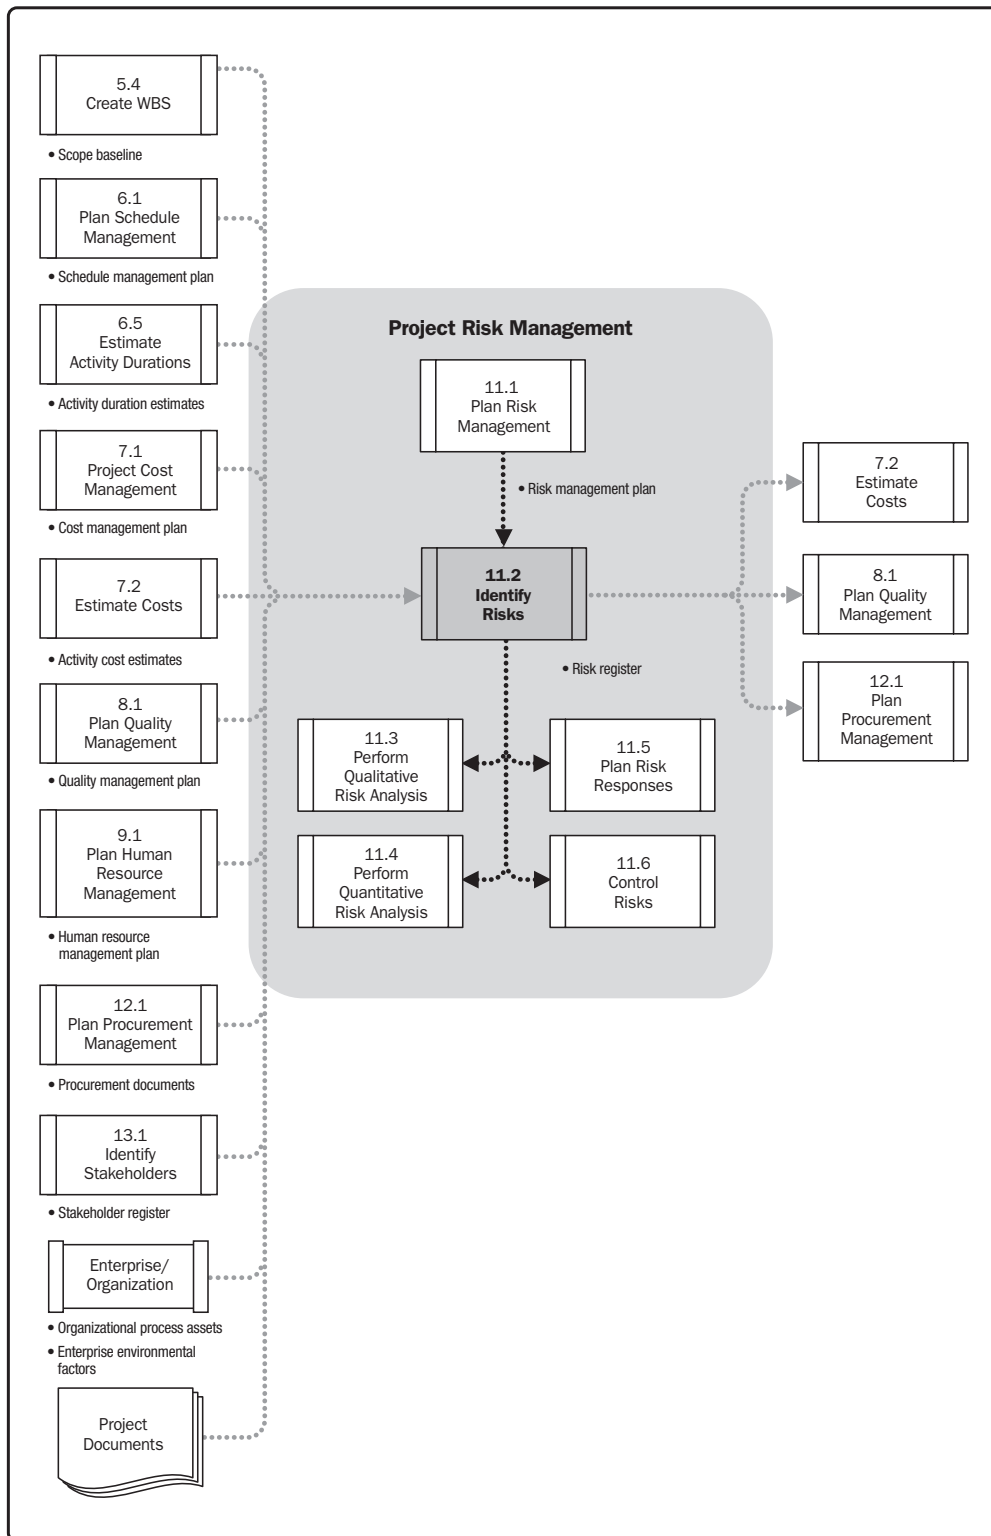 5.4
Create WBS
• Scope baseline
6.1
Plan Schedule
Management
• Schedule management plan
6.5
Estimate
Activity Durations
• Activity duration estimates
7.1
Project Cost
Management
• Cost management plan
7.2
Estimate Costs
• Activity cost estimates
8.1
Plan Quality
Management
• Quality management plan
9.1
Plan Human
Resource
Management
• Human resource
management plan
12.1
Plan Procurement
Management
• Procurement documents
13.1
Identify
Stakeholders
• Stakeholder register
Enterprise/
Organization
• Organizational process assets
• Enterprise environmental
factors
Project
Documents
Project Risk Management
11.1
Plan Risk
Management
• Risk management plan
11.2
Identify
Risks
• Risk register
11.3
Perform
Qualitative
Risk Analysis
11.5
Plan Risk
Responses
11.4
Perform
Quantitative
Risk Analysis
11.6
Control
Risks
7.2
Estimate
Costs
8.1
Plan Quality
Management
12.1
Plan
Procurement
Management